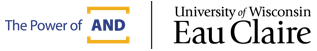 The Power of AND
University of Wisconsin
Eau Claire